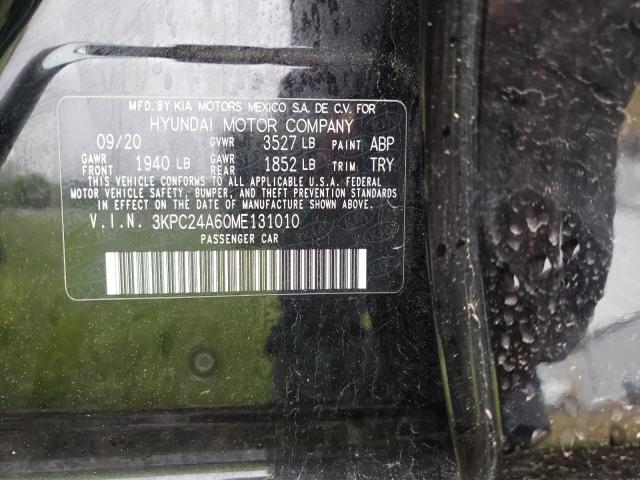 MFD. BY KIA MOTORS MEXICO S.A. DE C.V. FOR
HYUNDAI MOTOR COMPANY
09/20 GVWR 3527 LB PAINT ABP
GAWR FRONT 1940 LB GAWR REAR 1852 LB TRIM TRY
THIS VEHICLE CONFORMS TO ALL APPLICABLE U.S.A. FEDERAL
MOTOR VEHICLE SAFETY, BUMPER, AND THEFT PREVENTION STANDARDS
IN EFFECT ON THE DATE OF MANUFACTURE SHOWN ABOVE.
V.I.N. 3KPC24A60ME131010
PASSENGER CAR